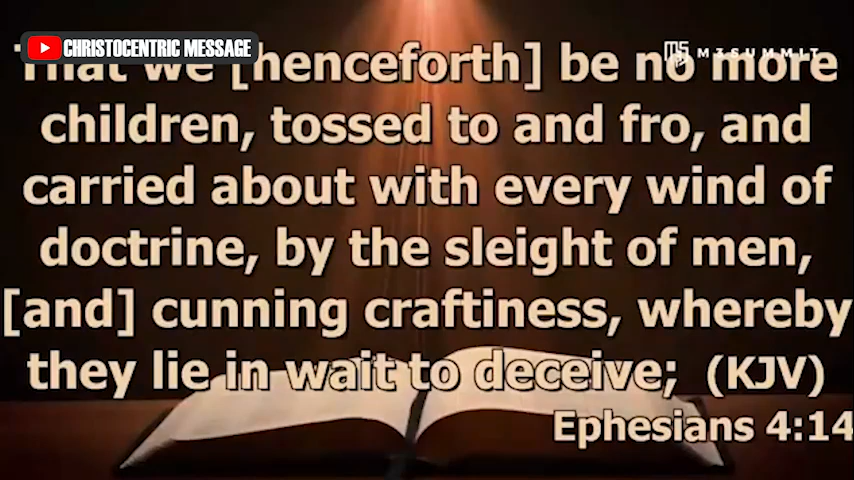 CHRISTOCENTRIC MESSAGE
M3SUMMIT
That we [henceforth] be no more
children, tossed to and fro, and
carried about with every wind of
doctrine, by the sleight of men,
[and] cunning craftiness, whereby
they lie in wait to deceive; (KJV)
Ephesians 4:14